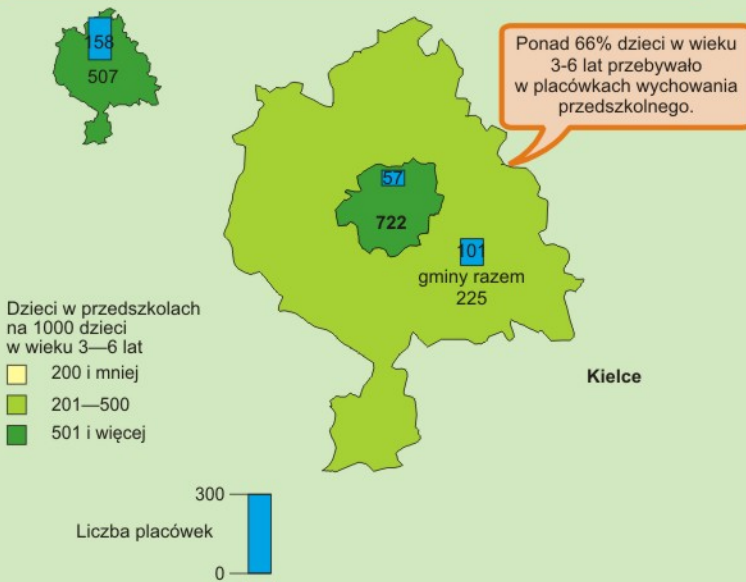 158
507
Ponad 66% dzieci w wieku
3-6 lat przebywało
w placówkach wychowania
przedszkolnego.
57
722
101
gminy razem
225
Dzieci w przedszkolach
na 1000 dzieci
w wieku 3—6 lat
200 i mniej
201—500
501 i więcej
Kielce
300
Liczba placówek
0